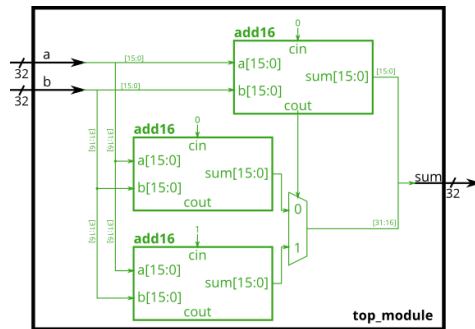 add16
0
cin
a
[15:0]
a[15:0]
sum[15:0]
[15:0]
32
b
[15:0]
b[15:0]
32
cout
[31:16]
[31:16]
add16
0
cin
a[15:0]
sum[15:0]
b[15:0]
cout
0
sum
32
[31:16]
[31:16]
[31:16]
add16
1
cin
1
a[15:0]
sum[15:0]
b[15:0]
cout
top_module